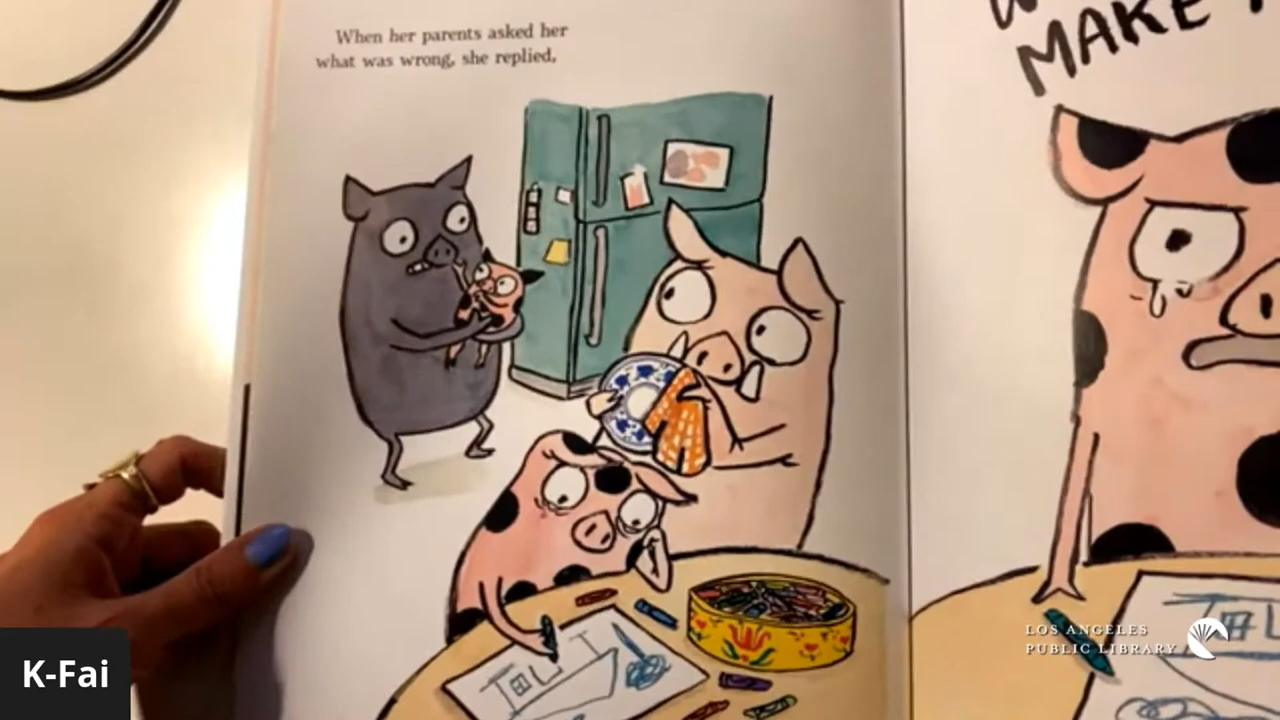 When her parents asked her
what was wrong, she replied,
MAKE
LOS ANGELES
PUBLIC LIBRARY
K-Fai